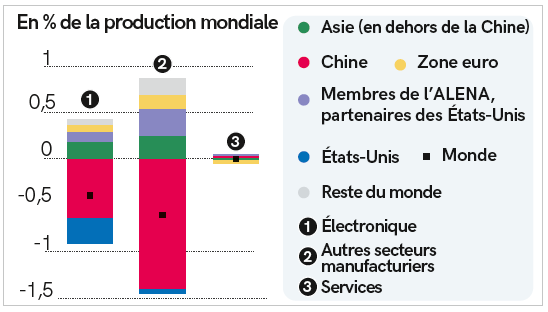 En % de la production mondiale
1
0,5
0
-0,5
-1
-1,5
1
2
3
Asie (en dehors de la Chine)
Chine
Zone euro
Membres de l'ALENA,
partenaires des États-Unis
États-Unis
Monde
Reste du monde
1 Électronique
2 Autres secteurs
manufacturiers
3 Services